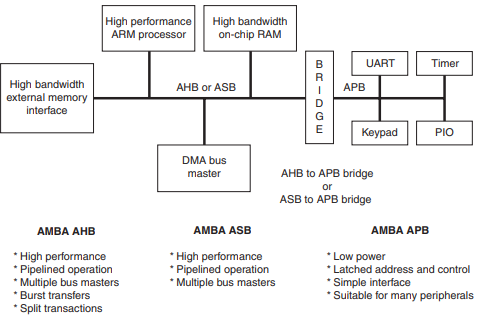 High performance
ARM processor
High bandwidth
on-chip RAM
High bandwidth
external memory
interface
AHB or ASB
B
R
I
D
G
E
APB
UART
Timer
Keypad
PIO
DMA bus
master
AHB to APB bridge
or
ASB to APB bridge
AMBA AHB
* High performance
* Pipelined operation
* Multiple bus masters
* Burst transfers
* Split transactions
AMBA ASB
* High performance
* Pipelined operation
* Multiple bus masters
AMBA APB
* Low power
* Latched address and control
* Simple interface
* Suitable for many peripherals